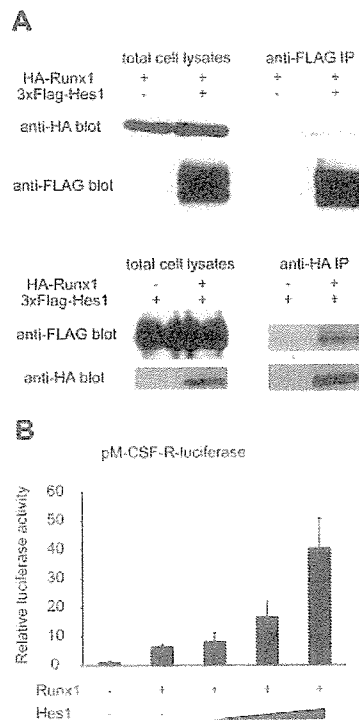 A
total cell lysates anti-FLAG IP
HA-Runx1 + + + +
3xFlag-Hes1 - + - +
anti-HA blot
anti-FLAG blot
total cell lysates anti-HA IP
HA-Runx1 - + - +
3xFlag-Hes1 + + + +
anti-FLAG blot
anti-HA blot
B
pM-CSF-R-luciferase
Relative luciferase activity
60
50
40
30
20
10
0
Runx1 - + + + +
Hes1 - -